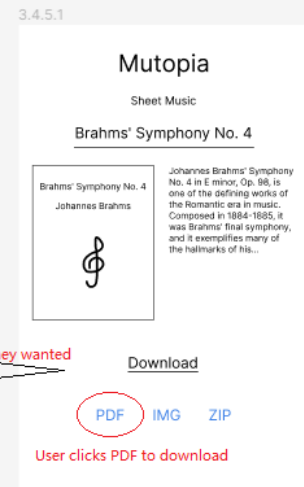 3.4.5.1
Mutopia
Sheet Music
Brahms' Symphony No. 4
Brahms' Symphony No. 4
Johannes Brahms
Johannes Brahms' Symphony
No. 4 in E minor, Op. 98, is
one of the defining works of
the Romantic era in music.
Composed in 1884-1885, it
was Brahms' final symphony,
and it exemplifies many of
the hallmarks of his...
ey wanted
Download
PDF IMG ZIP
User clicks PDF to download